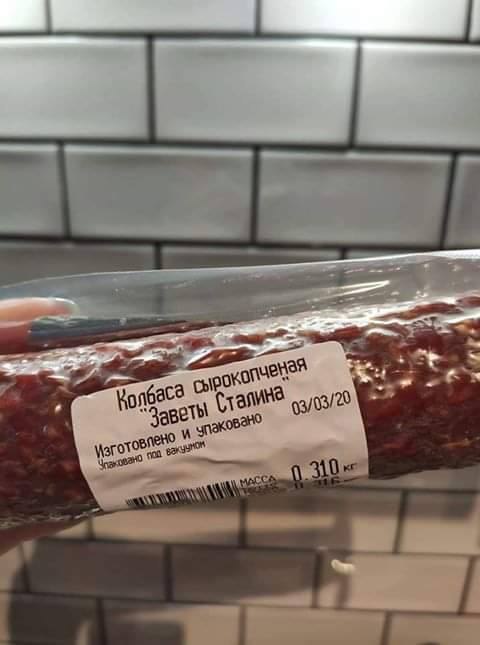 Колбаса сырокопченая
"Заветы Сталина"
Изготовлено и упаковано 03/03/20
Упаковано под вакуумом
МАССА 0.310 кг